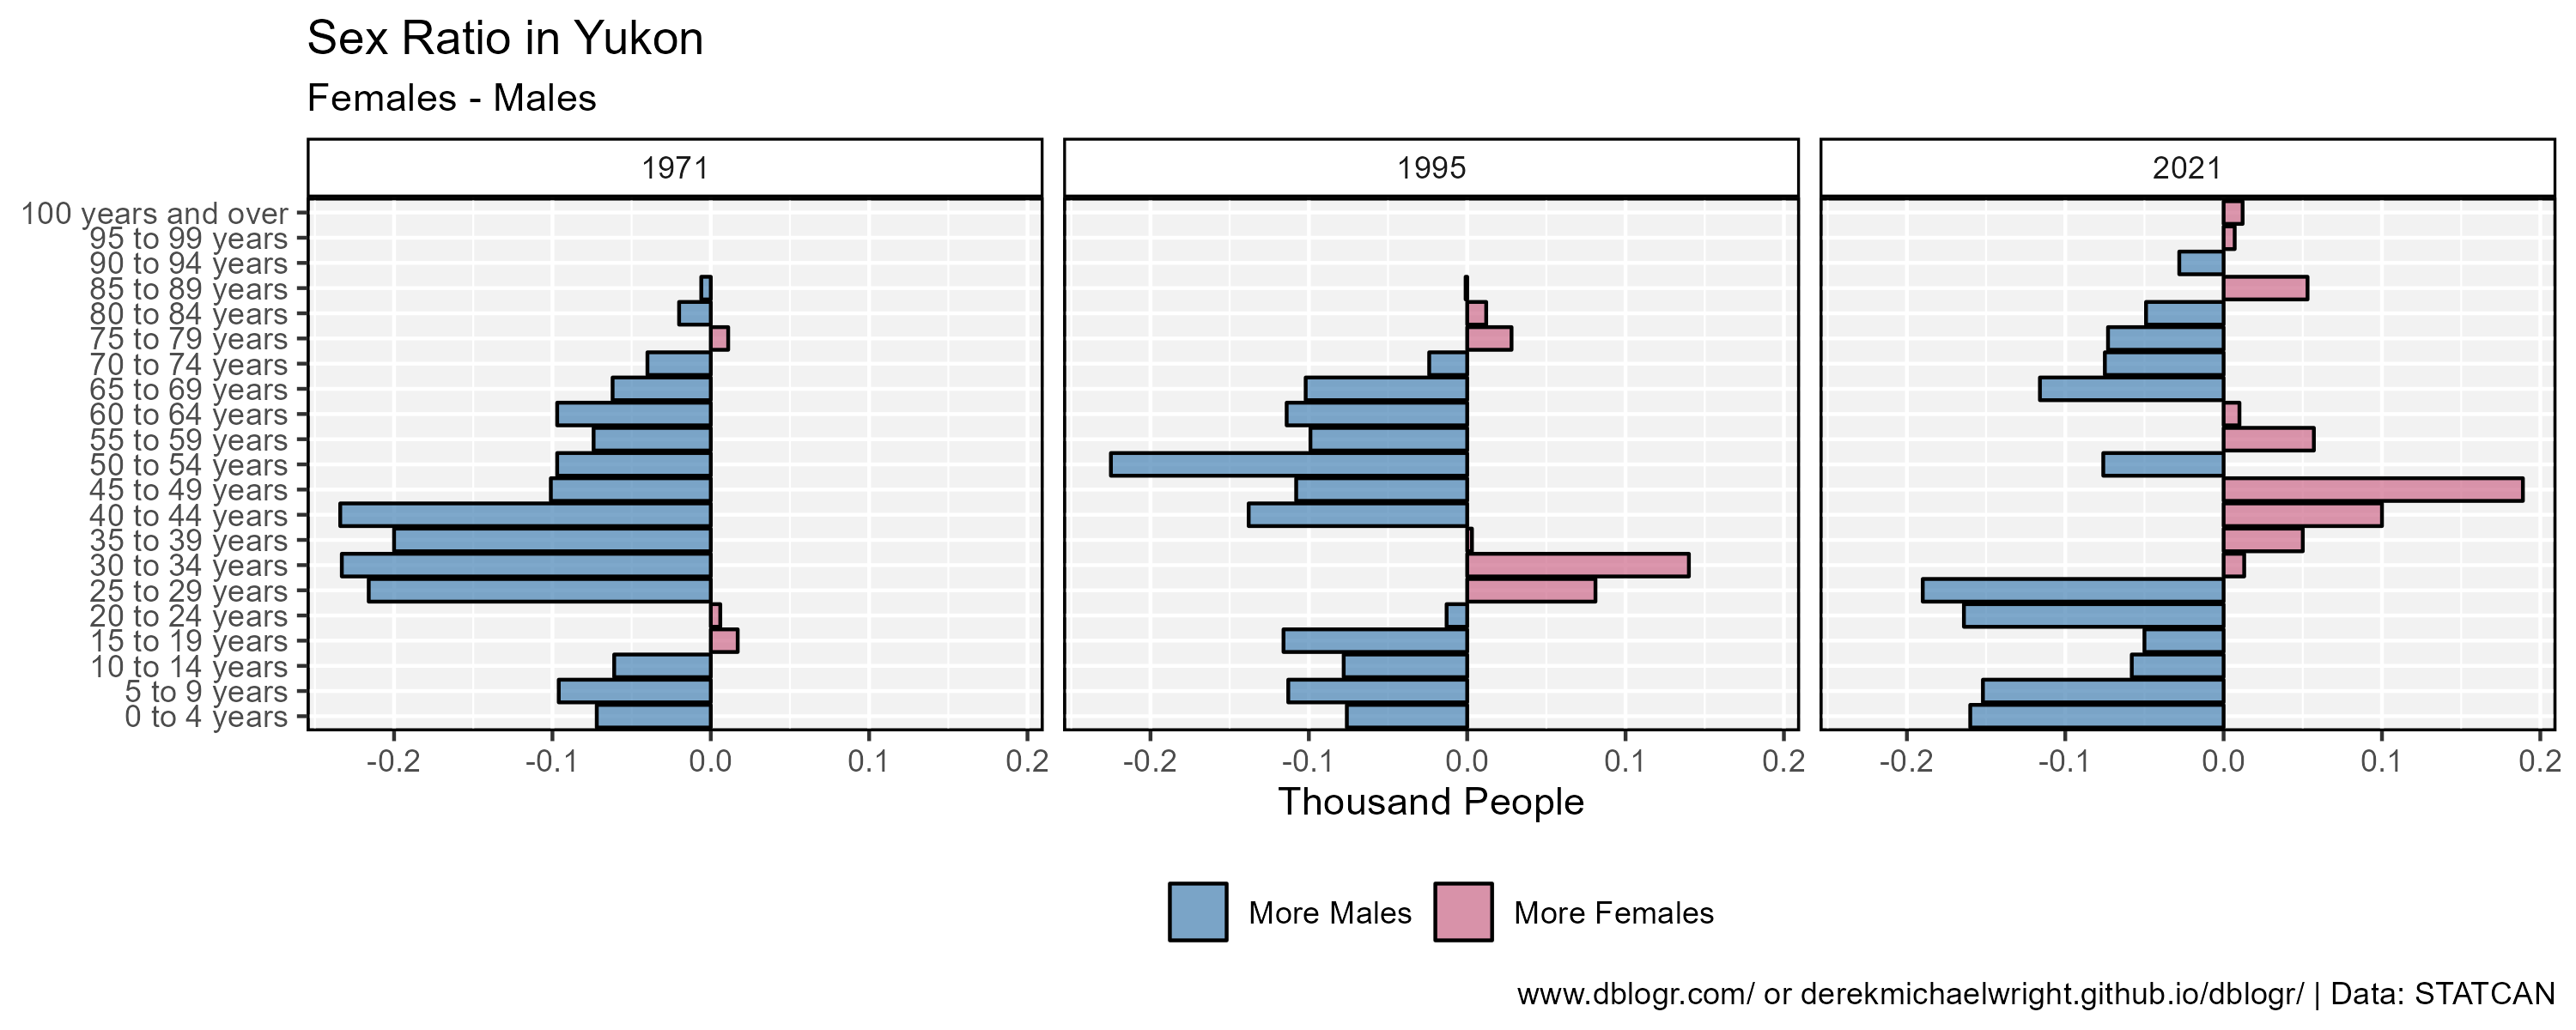 Sex Ratio in Yukon
Females - Males
1971 1995 2021
100 years and over
95 to 99 years
90 to 94 years
85 to 89 years
80 to 84 years
75 to 79 years
70 to 74 years
65 to 69 years
60 to 64 years
55 to 59 years
50 to 54 years
45 to 49 years
40 to 44 years
35 to 39 years
30 to 34 years
25 to 29 years
20 to 24 years
15 to 19 years
10 to 14 years
5 to 9 years
0 to 4 years
-0.2 -0.1 0.0 0.1 0.2 -0.2 -0.1 0.0 0.1 0.2 -0.2 -0.1 0.0 0.1 0.2
Thousand People
More Males More Females
www.dblogr.com/ or derekmichaelwright.github.io/dblogr/ | Data: STATCAN